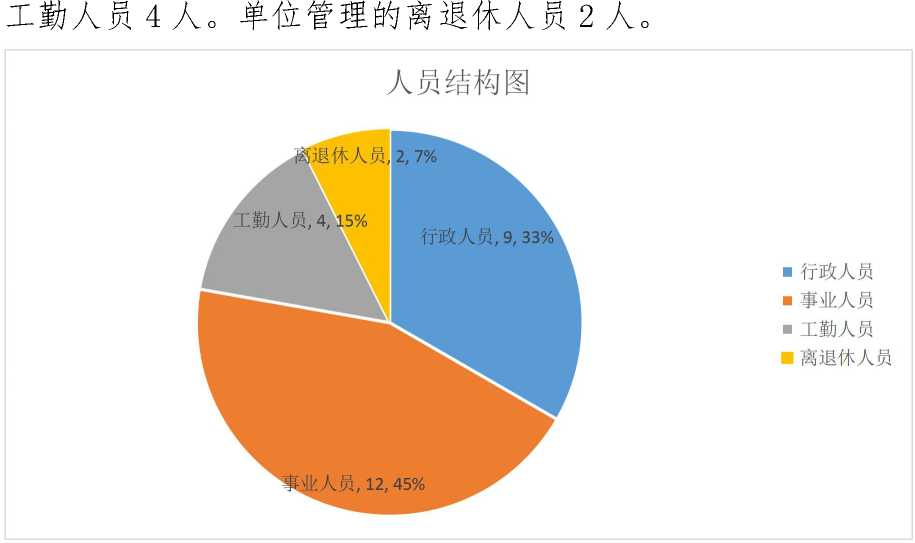 工勤人员 4 人。单位管理的离退休人员 2 人。
人员结构图
离退休人员, 2, 7%
工勤人员, 4, 15%
行政人员, 9, 33%
行政人员
事业人员
工勤人员
离退休人员
事业人员, 12, 45%